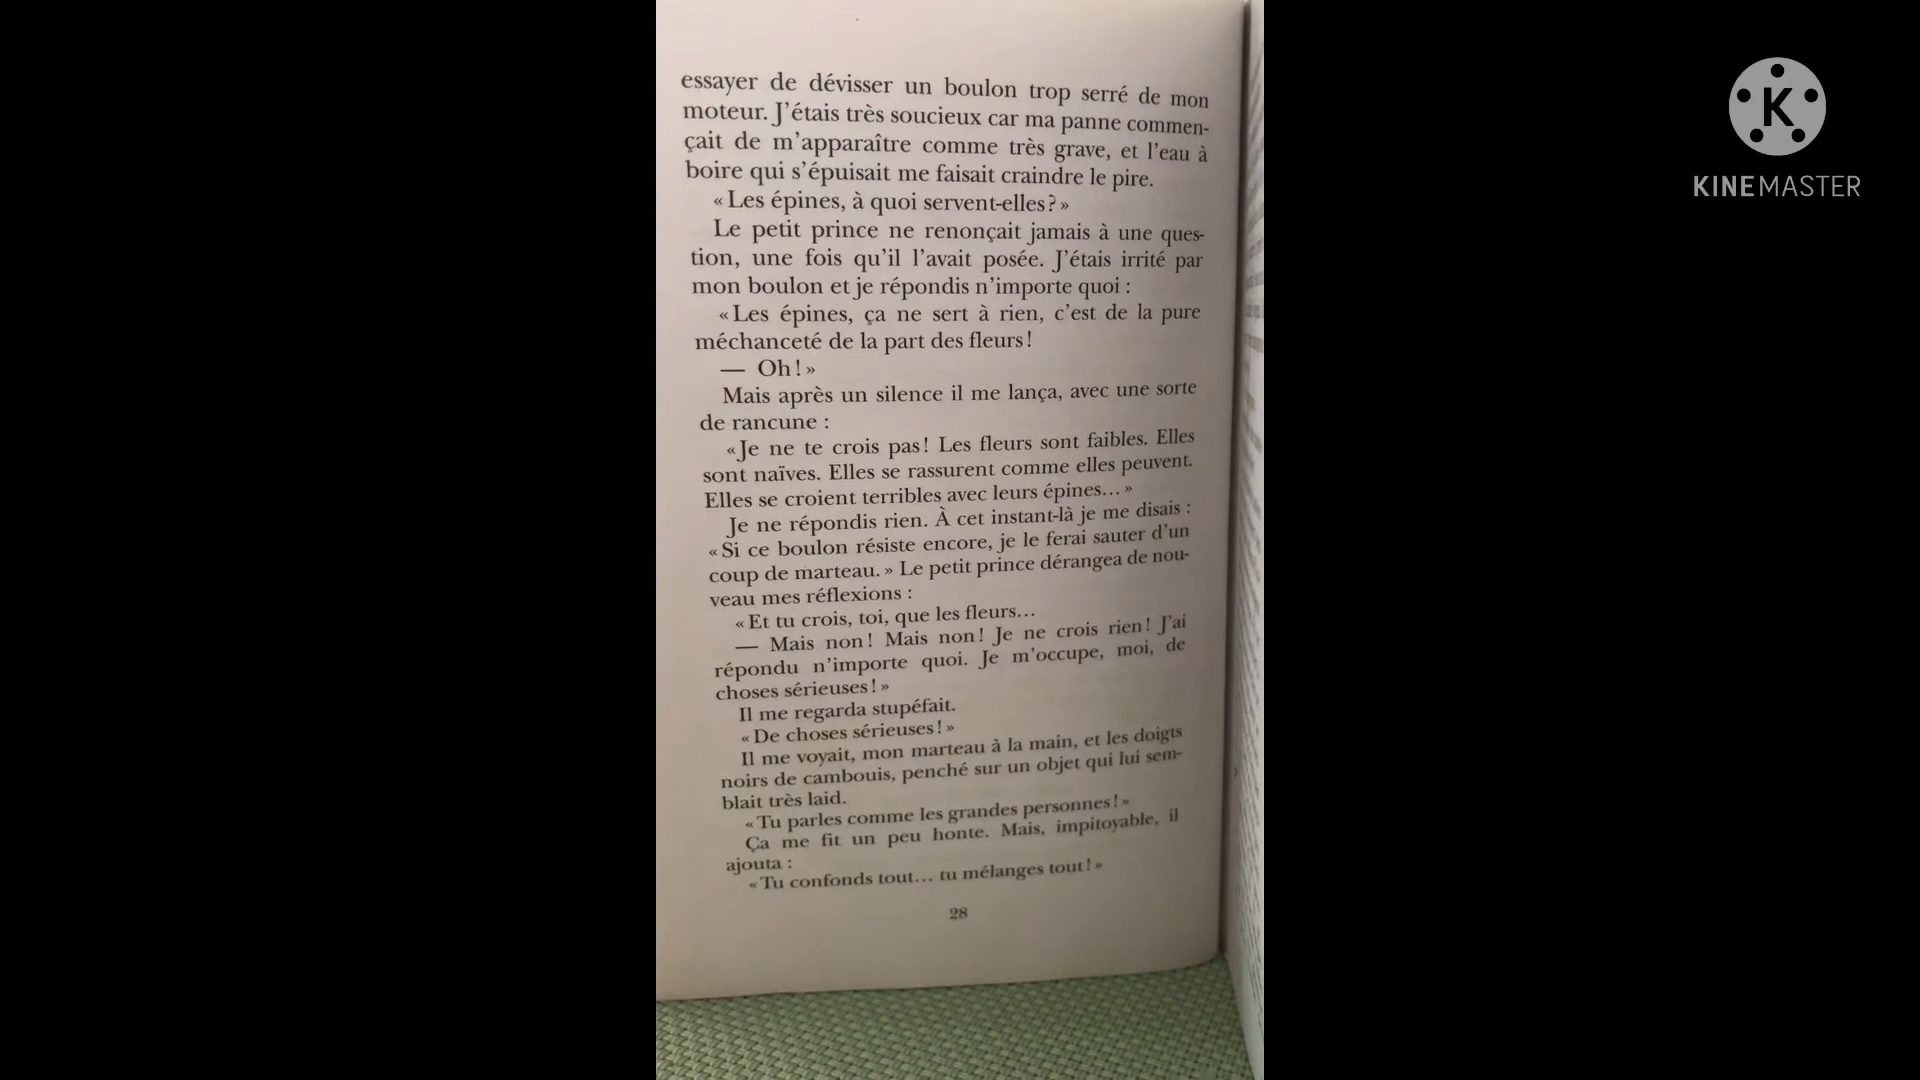 essayer de dévisser un boulon trop serré de mon
moteur. J'étais très soucieux car ma panne commen-
çait de m'apparaître comme très grave, et l'eau à
boire qui s'épuisait me faisait craindre le pire.
« Les épines, à quoi servent-elles ? »
Le petit prince ne renonçait jamais à une ques-
tion, une fois qu'il l'avait posée. J'étais irrité par
mon boulon et je répondis n'importe quoi :
« Les épines, ça ne sert à rien, c'est de la pure
méchanceté de la part des fleurs !
— Oh ! »
Mais après un silence il me lança, avec une sorte
de rancune :
« Je ne te crois pas ! Les fleurs sont faibles. Elles
sont naïves. Elles se rassurent comme elles peuvent.
Elles se croient terribles avec leurs épines... »
Je ne répondis rien. À cet instant-là je me disais :
« Si ce boulon résiste encore, je le ferai sauter d'un
coup de marteau. » Le petit prince dérangea de nou-
veau mes réflexions :
« Et tu crois, toi, que les fleurs...
— Mais non ! Mais non ! Je ne crois rien ! J'ai
répondu n'importe quoi. Je m'occupe, moi, de
choses sérieuses ! »
Il me regarda stupéfait.
« De choses sérieuses ! »
Il me voyait, mon marteau à la main, et les doigts
noirs de cambouis, penché sur un objet qui lui sem-
blait très laid.
« Tu parles comme les grandes personnes ! »
Ça me fit un peu honte. Mais, impitoyable, il
ajouta :
« Tu confonds tout... tu mélanges tout ! »
28
K
KINEMASTER